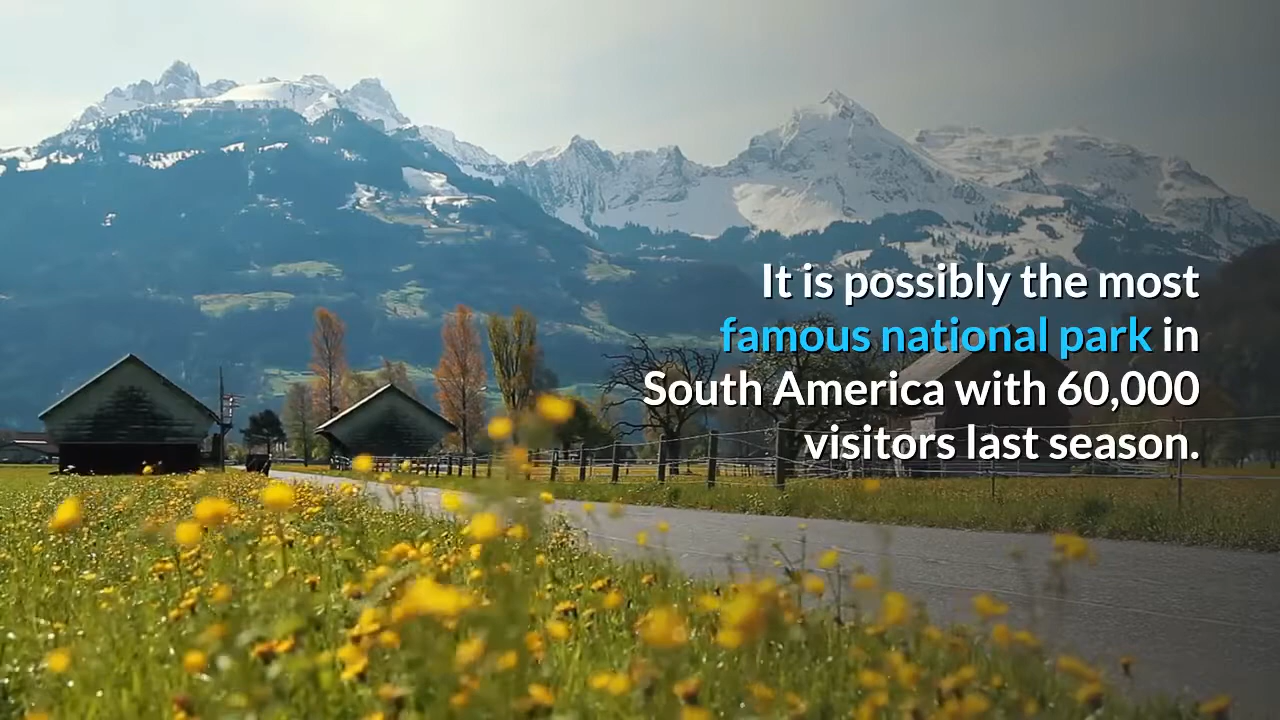 It is possibly the most
famous national park in
South America with 60,000
visitors last season.